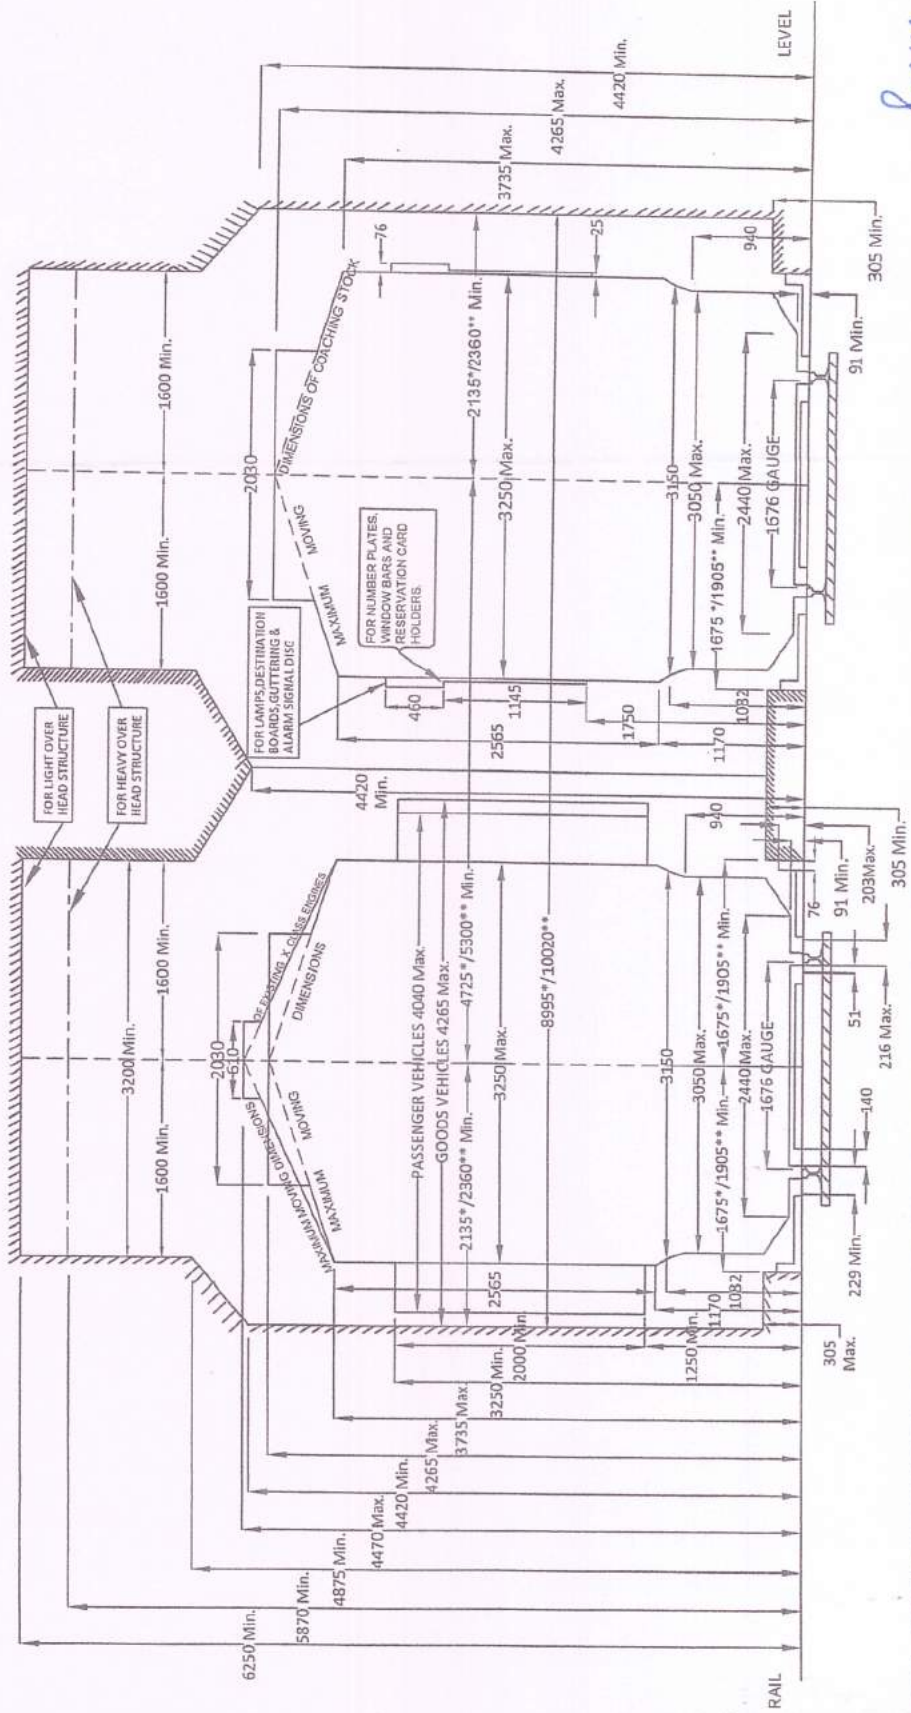 FOR LIGHT OVER
HEAD STRUCTURE
FOR HEAVY OVER
HEAD STRUCTURE
6250 Min.
5870 Min.
4875 Min.
4470 Max.
4420 Min.
4265 Max.
3735 Max.
3250 Min.
2000 Min.
1250 Min.
3200 Min.
1600 Min.
1600 Min.
2030
610
MAXIMUM MOVING DIMENSIONS
OF EXISTING X CLASS ENGINES
MAXIMUM
MOVING
DIMENSIONS
PASSENGER VEHICLES 4040 Max.
GOODS VEHICLES 4265 Max.
2135*/2360** Min.
4725*/5300** Min.
3250 Max.
8995*/10020**
2565
1170
1082
3150
3050 Max.
1675*/1905** Min.
1675*/1905** Min.
2440 Max.
1676 GAUGE
305
Max.
229 Min.
140
216 Max.
51
305 Min.
203Max.
91 Min.
76
940
4420
Min.
1600 Min.
1600 Min.
2030
MAXIMUM
MOVING
DIMENSIONS OF COACHING STOCK
FOR LAMPS,DESTINATION
BOARDS,GUTTERING &
ALARM SIGNAL DISC
FOR NUMBER PLATES,
WINDOW BARS AND
RESERVATION CARD
HOLDERS.
460
1145
2565
1750
1170
1082
76
25
2135*/2360** Min.
3250 Max.
3150
3050 Max.
1675 */1905** Min.
2440 Max.
1676 GAUGE
940
91 Min.
305 Min.
3735 Max.
4265 Max.
4420 Min.
RAIL
LEVEL